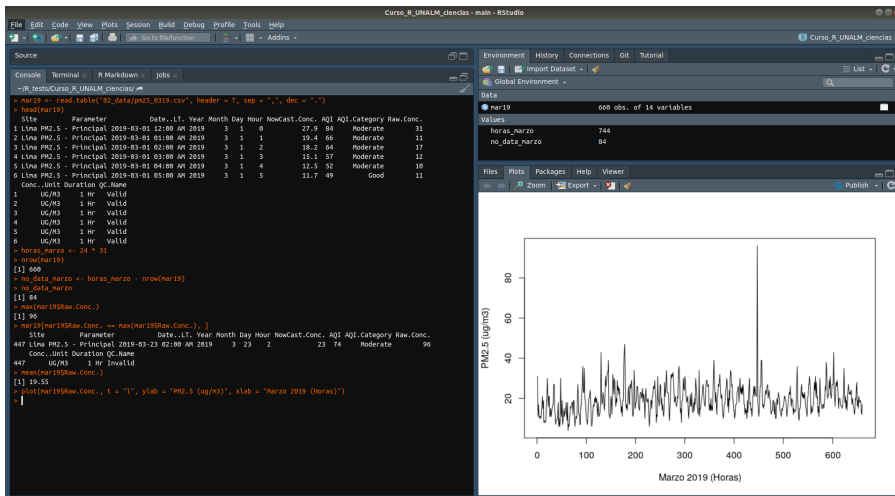 Curso_R_UNALM_ciencias - main - RStudio
File Edit Code View Plots Session Build Debug Profile Tools Help
Go to file/function Addins Curso_R_UNALM_ciencias
Source
Console Terminal × R Markdown × Jobs ×
~/R_tests/Curso_R_UNALM_ciencias/
> mar19 <- read.table("02_data/pm25_0319.csv", header = T, sep = ",", dec = ".")
> head(mar19)
Site Parameter Date..LT. Year Month Day Hour NowCast.Conc. AQI AQI.Category Raw.Conc.
1 Lima PM2.5 - Principal 2019-03-01 12:00 AM 2019 3 1 0 27.9 84 Moderate 31
2 Lima PM2.5 - Principal 2019-03-01 01:00 AM 2019 3 1 1 19.4 66 Moderate 11
3 Lima PM2.5 - Principal 2019-03-01 02:00 AM 2019 3 1 2 18.2 64 Moderate 17
4 Lima PM2.5 - Principal 2019-03-01 03:00 AM 2019 3 1 3 15.1 57 Moderate 12
5 Lima PM2.5 - Principal 2019-03-01 04:00 AM 2019 3 1 4 12.5 52 Moderate 10
6 Lima PM2.5 - Principal 2019-03-01 05:00 AM 2019 3 1 5 11.7 49 Good 11
Conc..Unit Duration QC.Name
1 UG/M3 1 Hr Valid
2 UG/M3 1 Hr Valid
3 UG/M3 1 Hr Valid
4 UG/M3 1 Hr Valid
5 UG/M3 1 Hr Valid
6 UG/M3 1 Hr Valid
> horas_marzo <- 24 * 31
> nrow(mar19)
[1] 660
> no_data_marzo <- horas_marzo - nrow(mar19)
> no_data_marzo
[1] 84
> max(mar19$Raw.Conc.)
[1] 96
> mar19[mar19$Raw.Conc. == max(mar19$Raw.Conc.), ]
Site Parameter Date..LT. Year Month Day Hour NowCast.Conc. AQI AQI.Category Raw.Conc.
447 Lima PM2.5 - Principal 2019-03-23 02:00 AM 2019 3 23 2 23 74 Moderate 96
Conc..Unit Duration QC.Name
447 UG/M3 1 Hr Invalid
> mean(mar19$Raw.Conc.)
[1] 19.55
> plot(mar19$Raw.Conc., t = "l", ylab = "PM2.5 (ug/m3)", xlab = "Marzo 2019 (Horas)")
>
Environment History Connections Git Tutorial
Import Dataset List
Global Environment
Data
mar19 660 obs. of 14 variables
Values
horas_marzo 744
no_data_marzo 84
Files Plots Packages Help Viewer
Zoom Export Publish
PM2.5 (ug/m3)
80
60
40
20
0 100 200 300 400 500 600
Marzo 2019 (Horas)